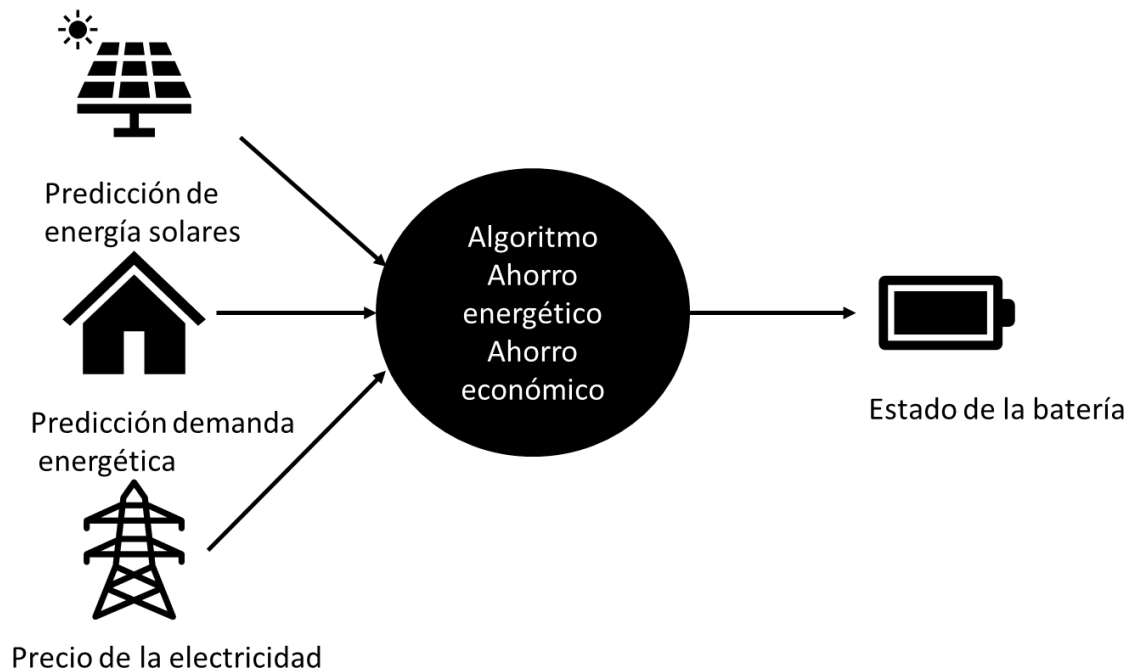 Predicción de
energía solares
Predicción demanda
energética
Precio de la electricidad
Algoritmo
Ahorro
energético
Ahorro
económico
Estado de la batería